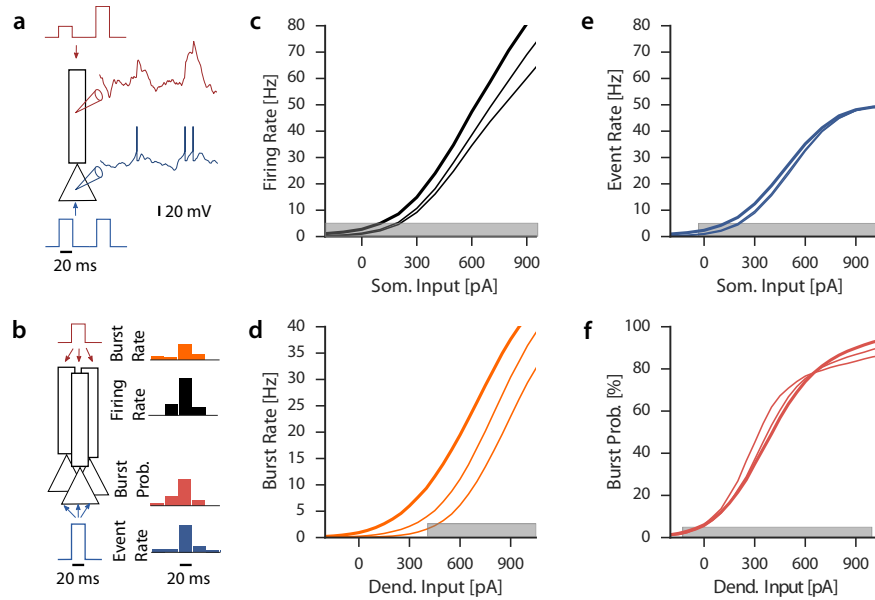 a
20 mV
20 ms
b
Burst Rate
Firing Rate
Burst Prob.
Event Rate
20 ms
20 ms
c
Firing Rate [Hz]
80
70
60
50
40
30
20
10
0
0 300 600 900
Som. Input [pA]
d
Burst Rate [Hz]
40
35
30
25
20
15
10
5
0
0 300 600 900
Dend. Input [pA]
e
Event Rate [Hz]
80
70
60
50
40
30
20
10
0
0 300 600 900
Som. Input [pA]
f
Burst Prob. [%]
100
80
60
40
20
0
0 300 600 900
Dend. Input [pA]